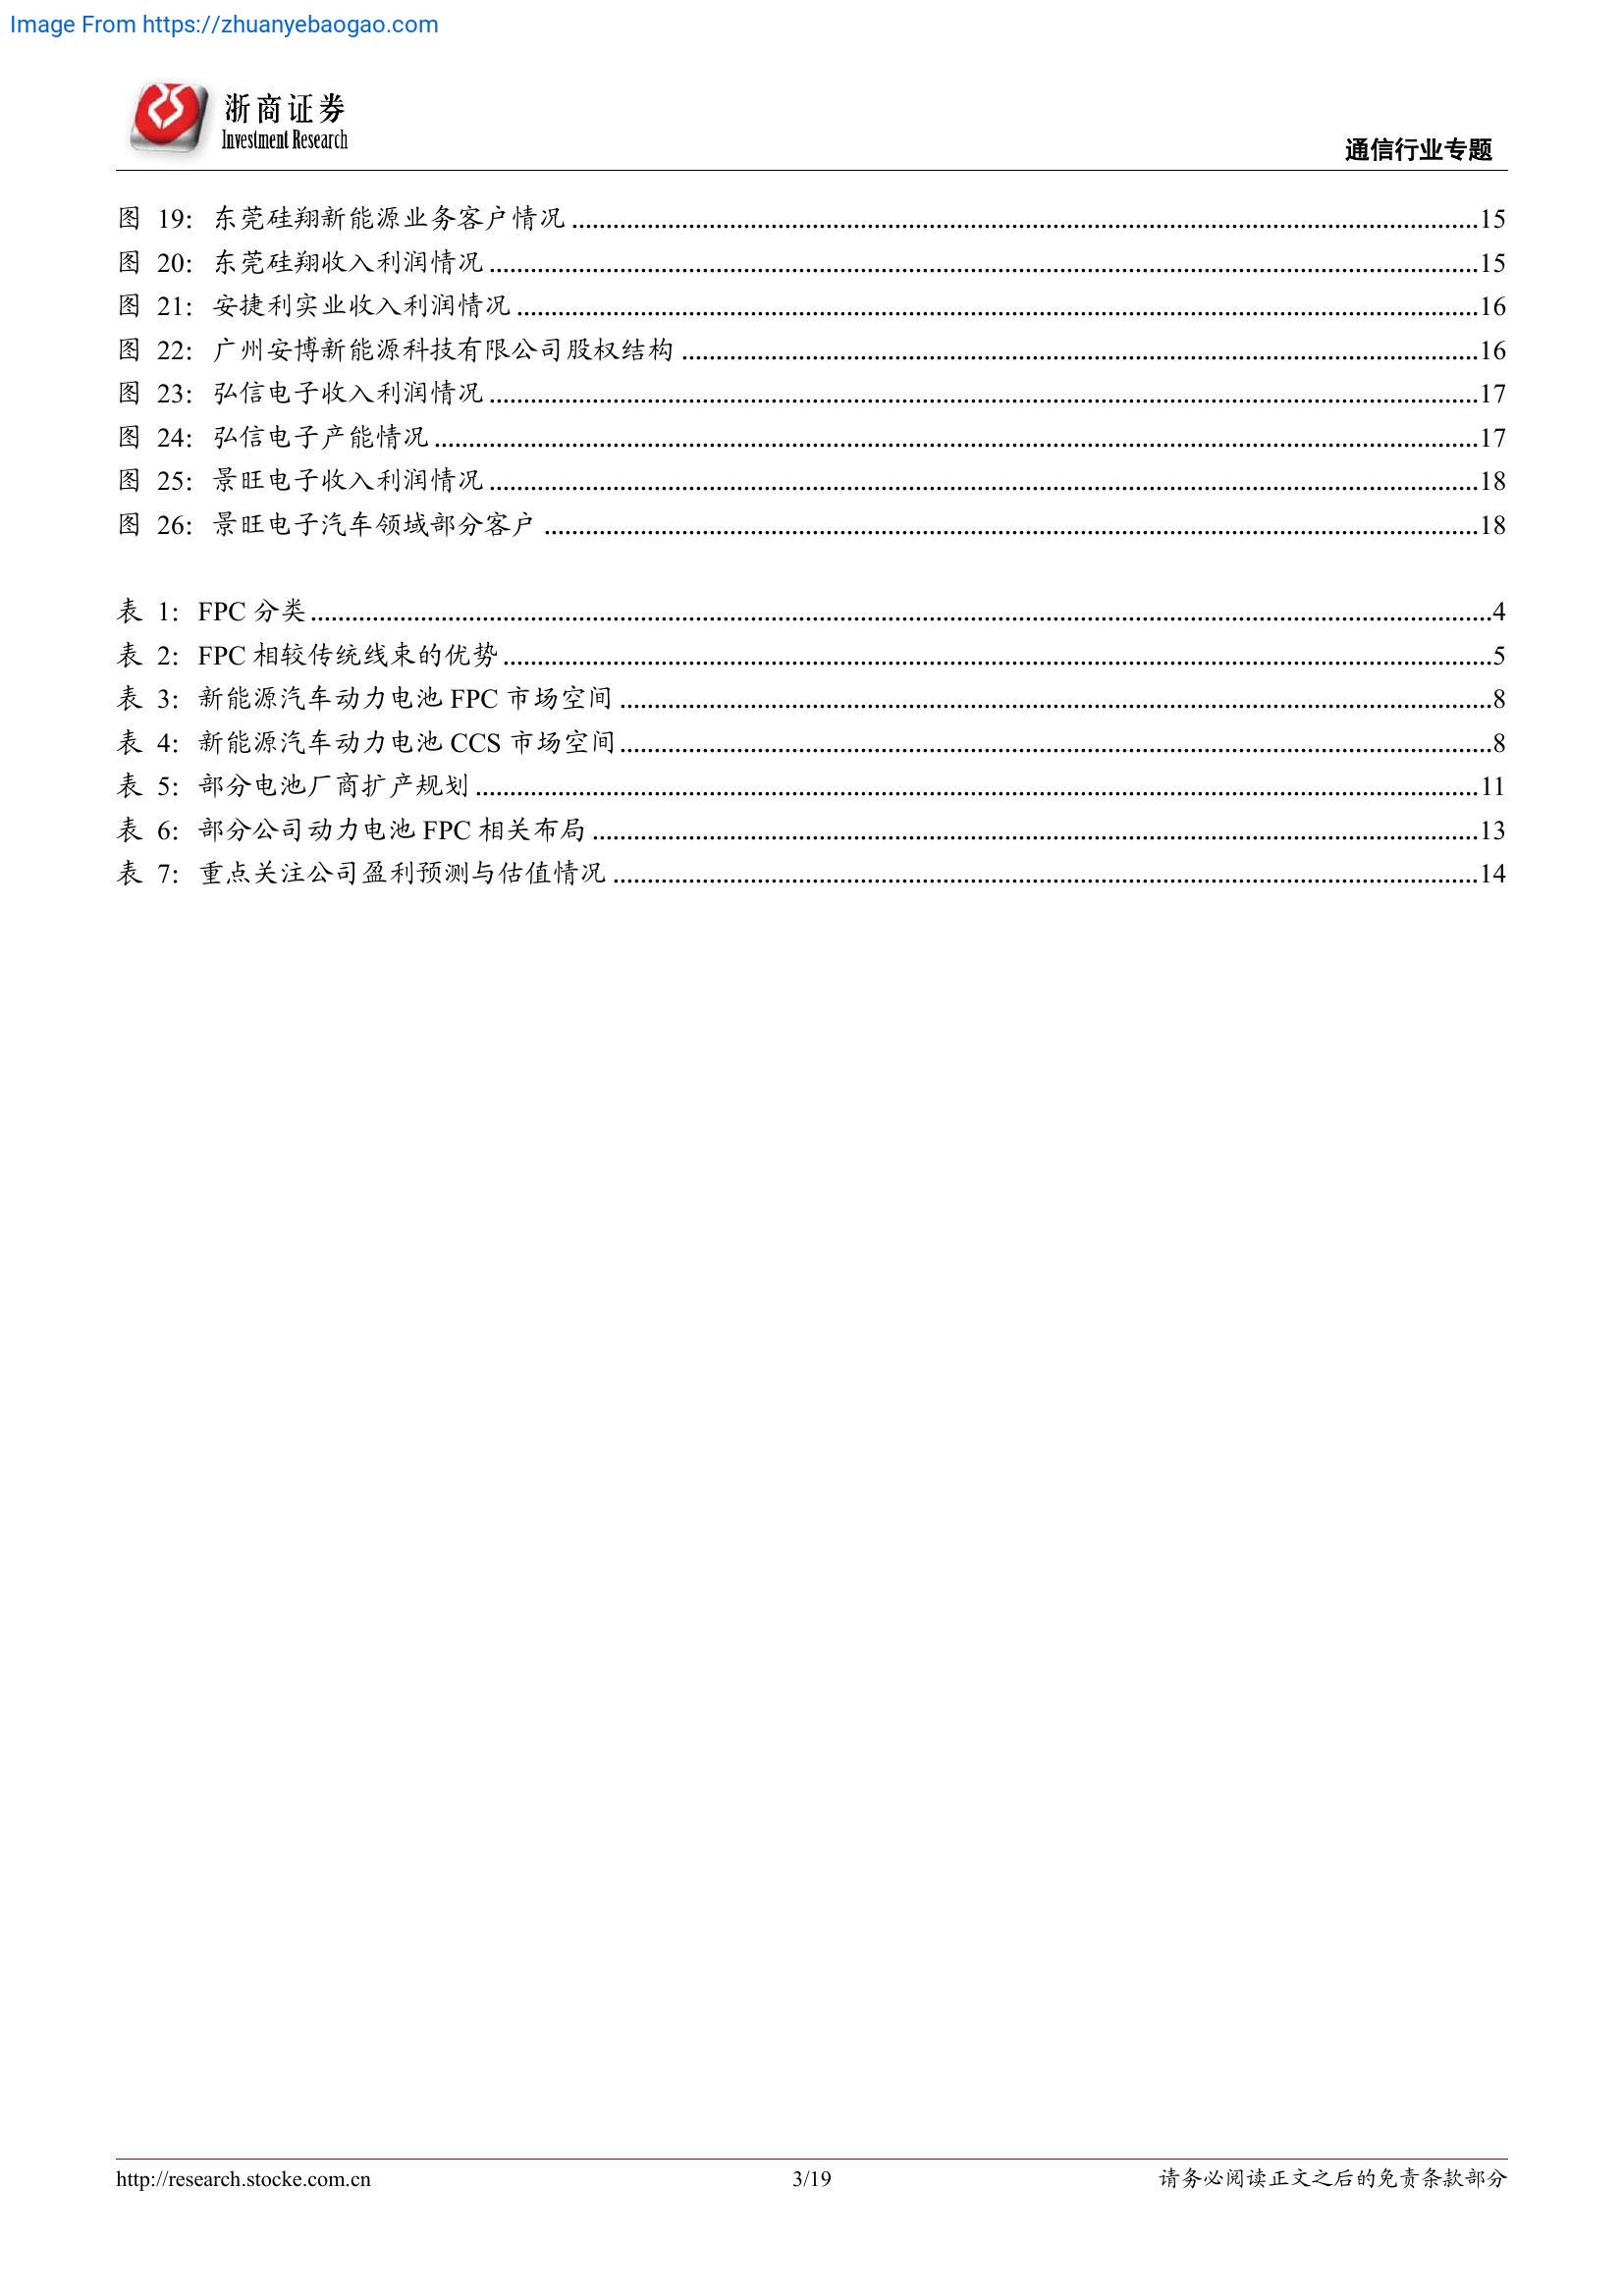 Image From https://zhuanyebaogao.com
浙商证券
Investment Research
通信行业专题
图 19：东莞硅翔新能源业务客户情况 ........ 15
图 20：东莞硅翔收入利润情况 ........ 15
图 21：安捷利实业收入利润情况 ........ 16
图 22：广州安博新能源科技有限公司股权结构 ........ 16
图 23：弘信电子收入利润情况 ........ 17
图 24：弘信电子产能情况 ........ 17
图 25：景旺电子收入利润情况 ........ 18
图 26：景旺电子汽车领域部分客户 ........ 18
表 1：FPC 分类 ........ 4
表 2：FPC 相较传统线束的优势 ........ 5
表 3：新能源汽车动力电池 FPC 市场空间 ........ 8
表 4：新能源汽车动力电池 CCS 市场空间 ........ 8
表 5：部分电池厂商扩产规划 ........ 11
表 6：部分公司动力电池 FPC 相关布局 ........ 13
表 7：重点关注公司盈利预测与估值情况 ........ 14
http://research.stocke.com.cn 3/19 请务必阅读正文之后的免责条款部分